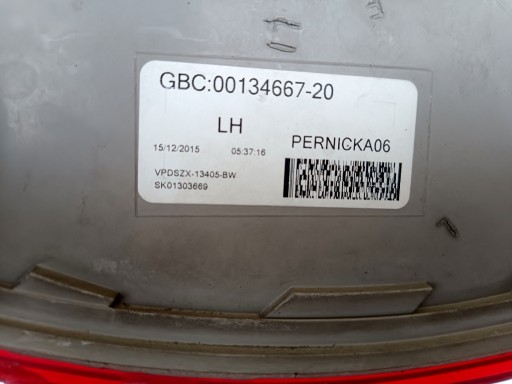 GBC:00134667-20
LH
PERNICKA06
15/12/2015 05:37:16
VPDSZX-13405-BW
SK01303669